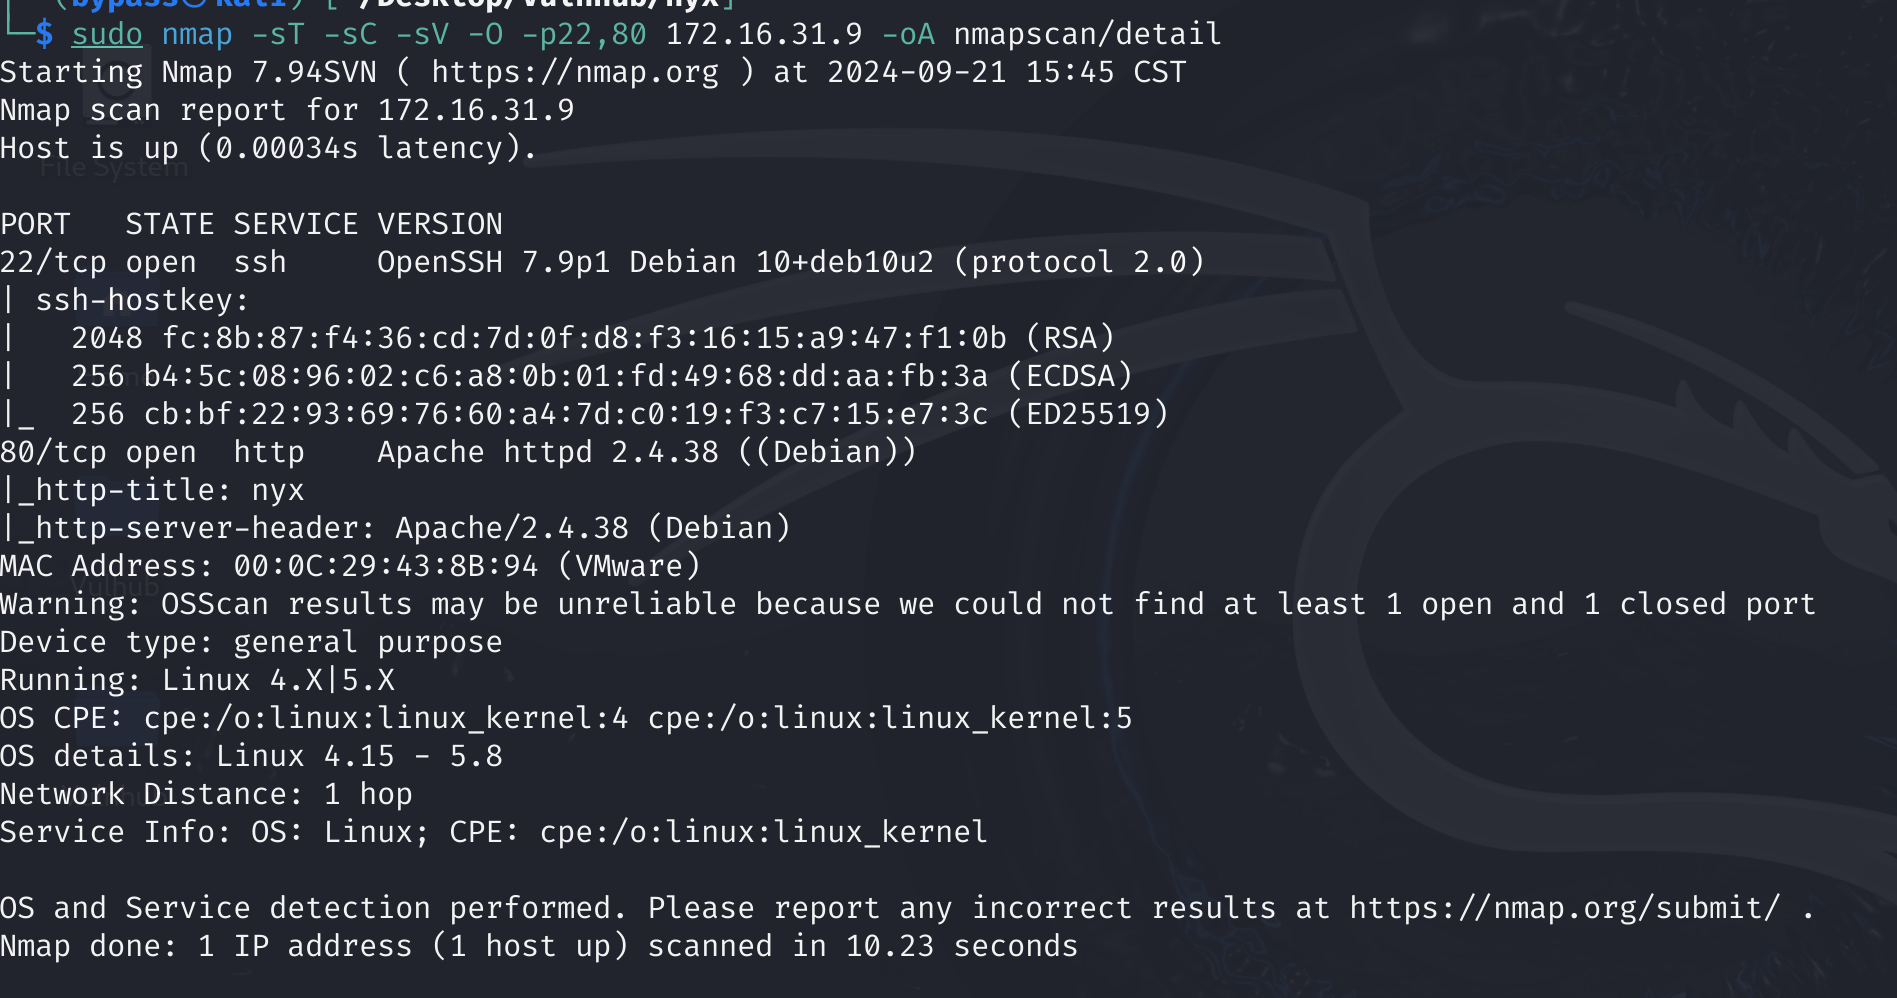 (bypass㉿kali)-[~/Desktop/Vulnhub/nyx]
└─$ sudo nmap -sT -sC -sV -O -p22,80 172.16.31.9 -oA nmapscan/detail
Starting Nmap 7.94SVN ( https://nmap.org ) at 2024-09-21 15:45 CST
Nmap scan report for 172.16.31.9
Host is up (0.00034s latency).
File System
PORT   STATE SERVICE VERSION
22/tcp open  ssh     OpenSSH 7.9p1 Debian 10+deb10u2 (protocol 2.0)
| ssh-hostkey:
|   2048 fc:8b:87:f4:36:cd:7d:0f:d8:f3:16:15:a9:47:f1:0b (RSA)
|   256 b4:5c:08:96:02:c6:a8:0b:01:fd:49:68:dd:aa:fb:3a (ECDSA)
|_  256 cb:bf:22:93:69:76:60:a4:7d:c0:19:f3:c7:15:e7:3c (ED25519)
80/tcp open  http    Apache httpd 2.4.38 ((Debian))
|_http-title: nyx
|_http-server-header: Apache/2.4.38 (Debian)
MAC Address: 00:0C:29:43:8B:94 (VMware)
Vulhub
Warning: OSScan results may be unreliable because we could not find at least 1 open and 1 closed port
Device type: general purpose
Running: Linux 4.X|5.X
OS CPE: cpe:/o:linux:linux_kernel:4 cpe:/o:linux:linux_kernel:5
OS details: Linux 4.15 - 5.8
Network Distance: 1 hop
Service Info: OS: Linux; CPE: cpe:/o:linux:linux_kernel
OS and Service detection performed. Please report any incorrect results at https://nmap.org/submit/ .
Nmap done: 1 IP address (1 host up) scanned in 10.23 seconds